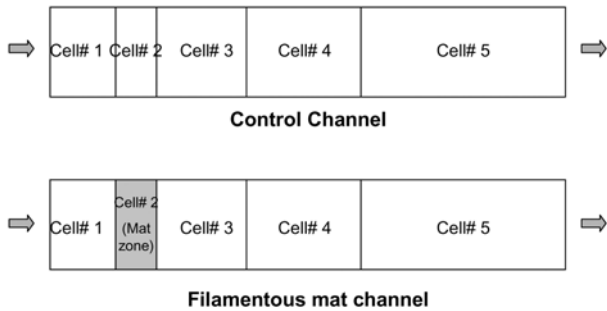 Cell# 1 Cell# 2 Cell# 3 Cell# 4 Cell# 5
Control Channel
Cell# 1 Cell# 2 (Mat zone) Cell# 3 Cell# 4 Cell# 5
Filamentous mat channel